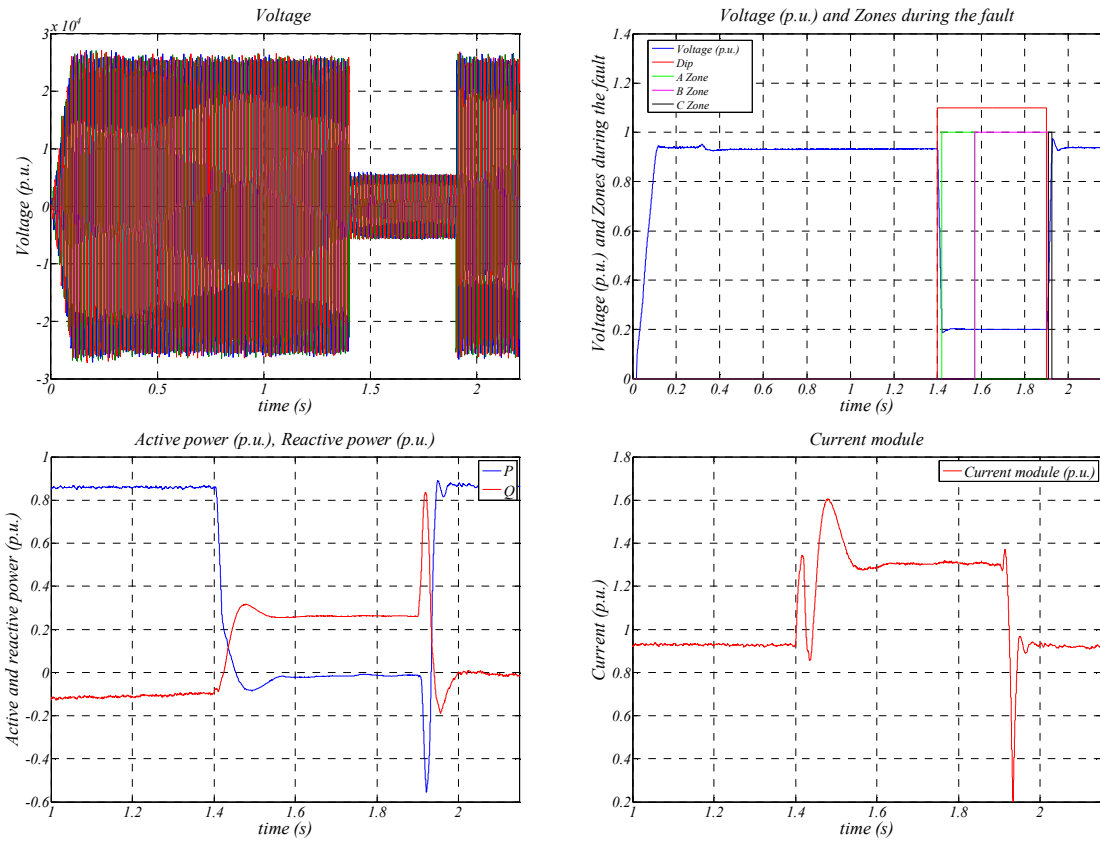 Voltage
x 10⁴
3
2
1
0
-1
-2
-3
0 0.5 1 1.5 2
Voltage (p.u.)
time (s)
Voltage (p.u.) and Zones during the fault
1.4
1.2
1
0.8
0.6
0.4
0.2
0
0 0.2 0.4 0.6 0.8 1 1.2 1.4 1.6 1.8 2
Voltage (p.u.) and Zones during the fault
time (s)
Voltage (p.u.)
Dip
A Zone
B Zone
C Zone
Active power (p.u.), Reactive power (p.u.)
1
0.8
0.6
0.4
0.2
0
-0.2
-0.4
-0.6
1 1.2 1.4 1.6 1.8 2
Active and reactive power (p.u.)
time (s)
P
Q
Current module
1.8
1.6
1.4
1.2
1
0.8
0.6
0.4
0.2
1 1.2 1.4 1.6 1.8 2
Current (p.u.)
time (s)
Current module (p.u.)